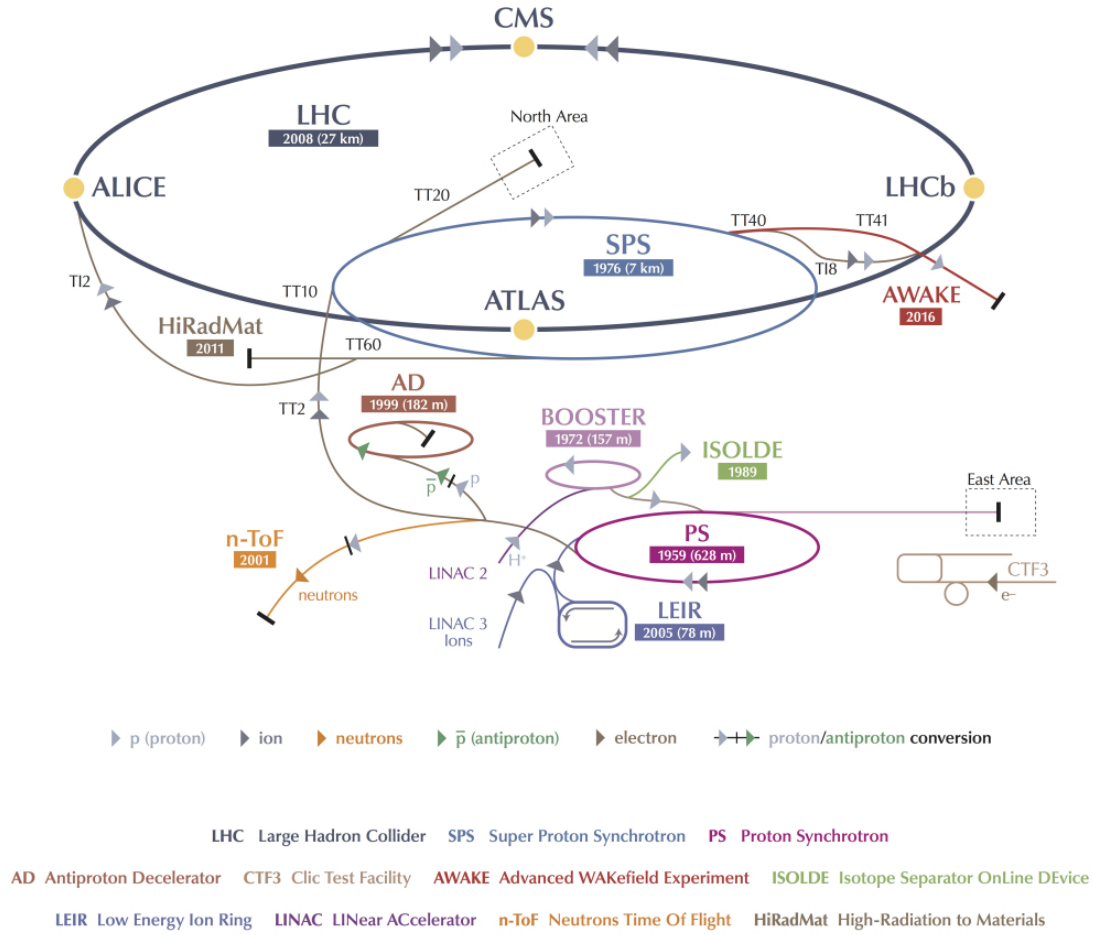 CMS
LHC
2008 (27 km)
North Area
ALICE
LHCb
TT20
TT40
TT41
SPS
1976 (7 km)
TI8
TI2
TT10
ATLAS
AWAKE
2016
HiRadMat
2011
TT60
AD
1999 (182 m)
TT2
BOOSTER
1972 (157 m)
ISOLDE
1989
p
p̅
East Area
n-ToF
2001
PS
1959 (628 m)
H⁺
LINAC 2
neutrons
CTF3
e–
LEIR
2005 (78 m)
LINAC 3
Ions
p (proton)
ion
neutrons
p̅ (antiproton)
electron
proton/antiproton conversion
LHC Large Hadron Collider SPS Super Proton Synchrotron PS Proton Synchrotron
AD Antiproton Decelerator CTF3 Clic Test Facility AWAKE Advanced WAKefield Experiment ISOLDE Isotope Separator OnLine DEvice
LEIR Low Energy Ion Ring LINAC LINear ACcelerator n-ToF Neutrons Time Of Flight HiRadMat High-Radiation to Materials